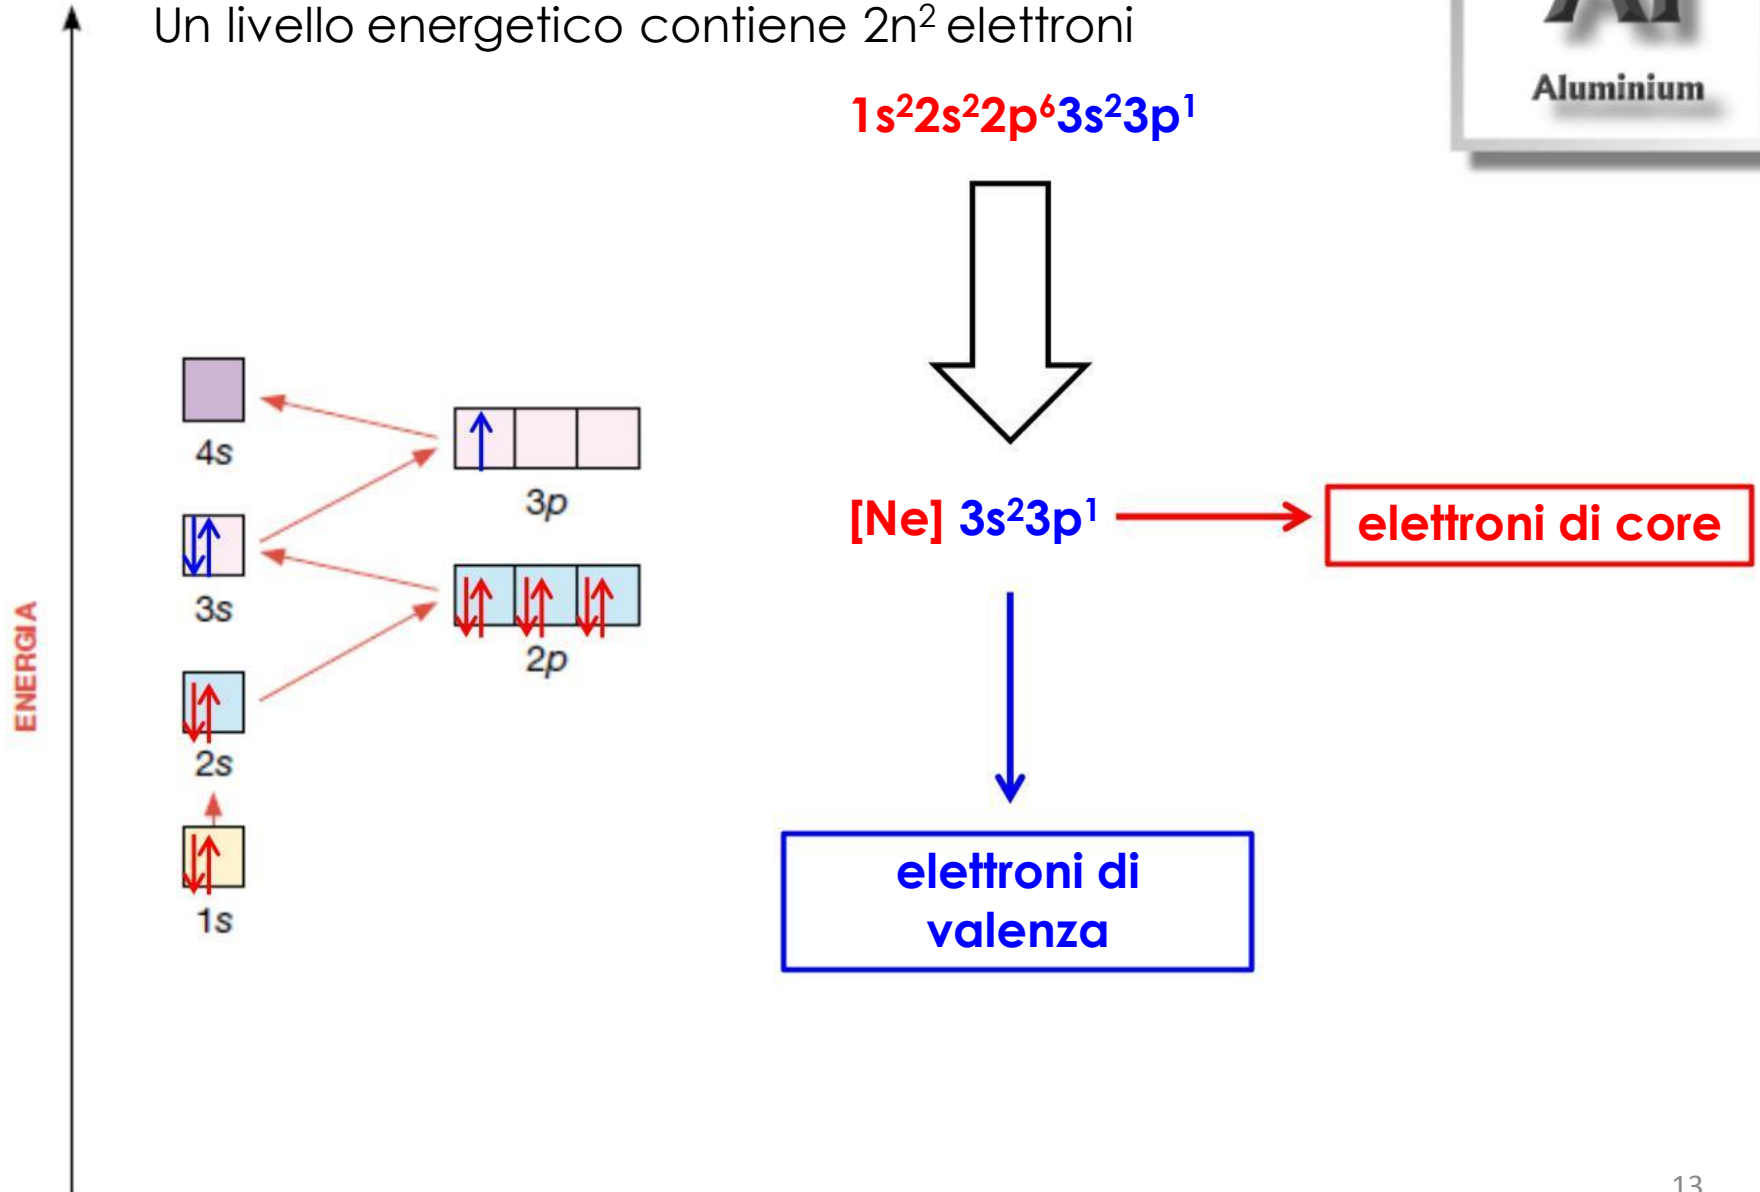 Un livello energetico contiene 2n² elettroni
Al
Aluminium
1s²2s²2p⁶3s²3p¹
4s
3p
[Ne] 3s²3p¹
elettroni di core
3s
2p
ENERGIA
2s
elettroni di
valenza
1s
13